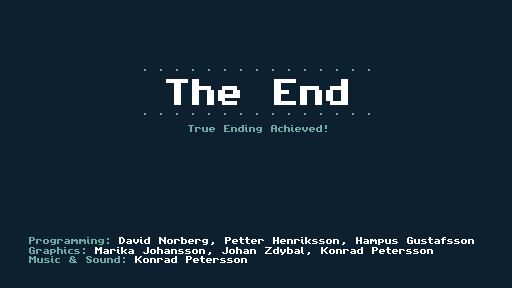 The End
True Ending Achieved!
Programming: David Norberg, Petter Henriksson, Hampus Gustafsson
Graphics: Marika Johansson, Johan Zdybal, Konrad Petersson
Music & Sound: Konrad Petersson